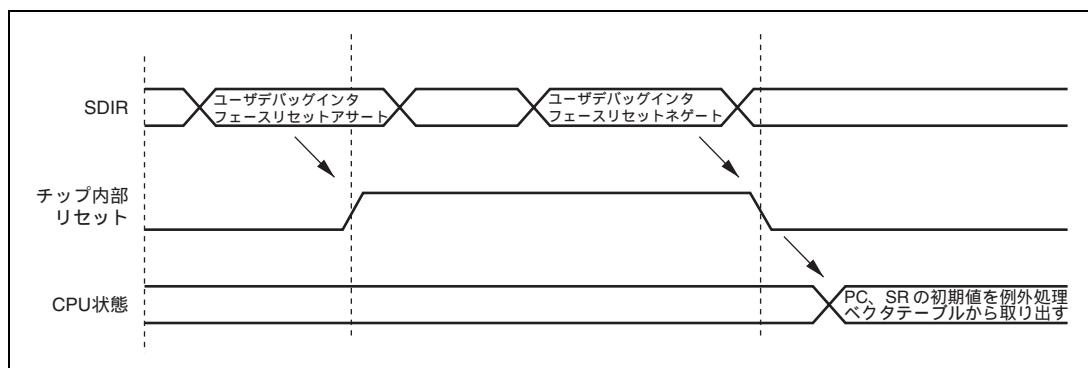 SDIR
ユーザデバッグインタ
フェースリセットアサート
ユーザデバッグインタ
フェースリセットネゲート
チップ内部
リセット
CPU状態
PC、SR の初期値を例外処理
ベクタテーブルから取り出す